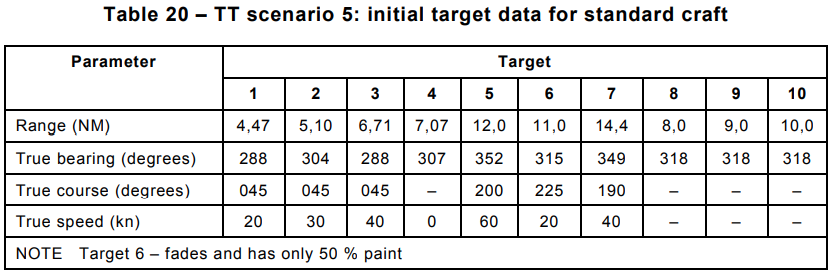 Table 20 – TT scenario 5: initial target data for standard craft
Parameter Target
1 2 3 4 5 6 7 8 9 10
Range (NM) 4,47 5,10 6,71 7,07 12,0 11,0 14,4 8,0 9,0 10,0
True bearing (degrees) 288 304 288 307 352 315 349 318 318 318
True course (degrees) 045 045 045 – 200 225 190 – – –
True speed (kn) 20 30 40 0 60 20 40 – – –
NOTE Target 6 – fades and has only 50 % paint